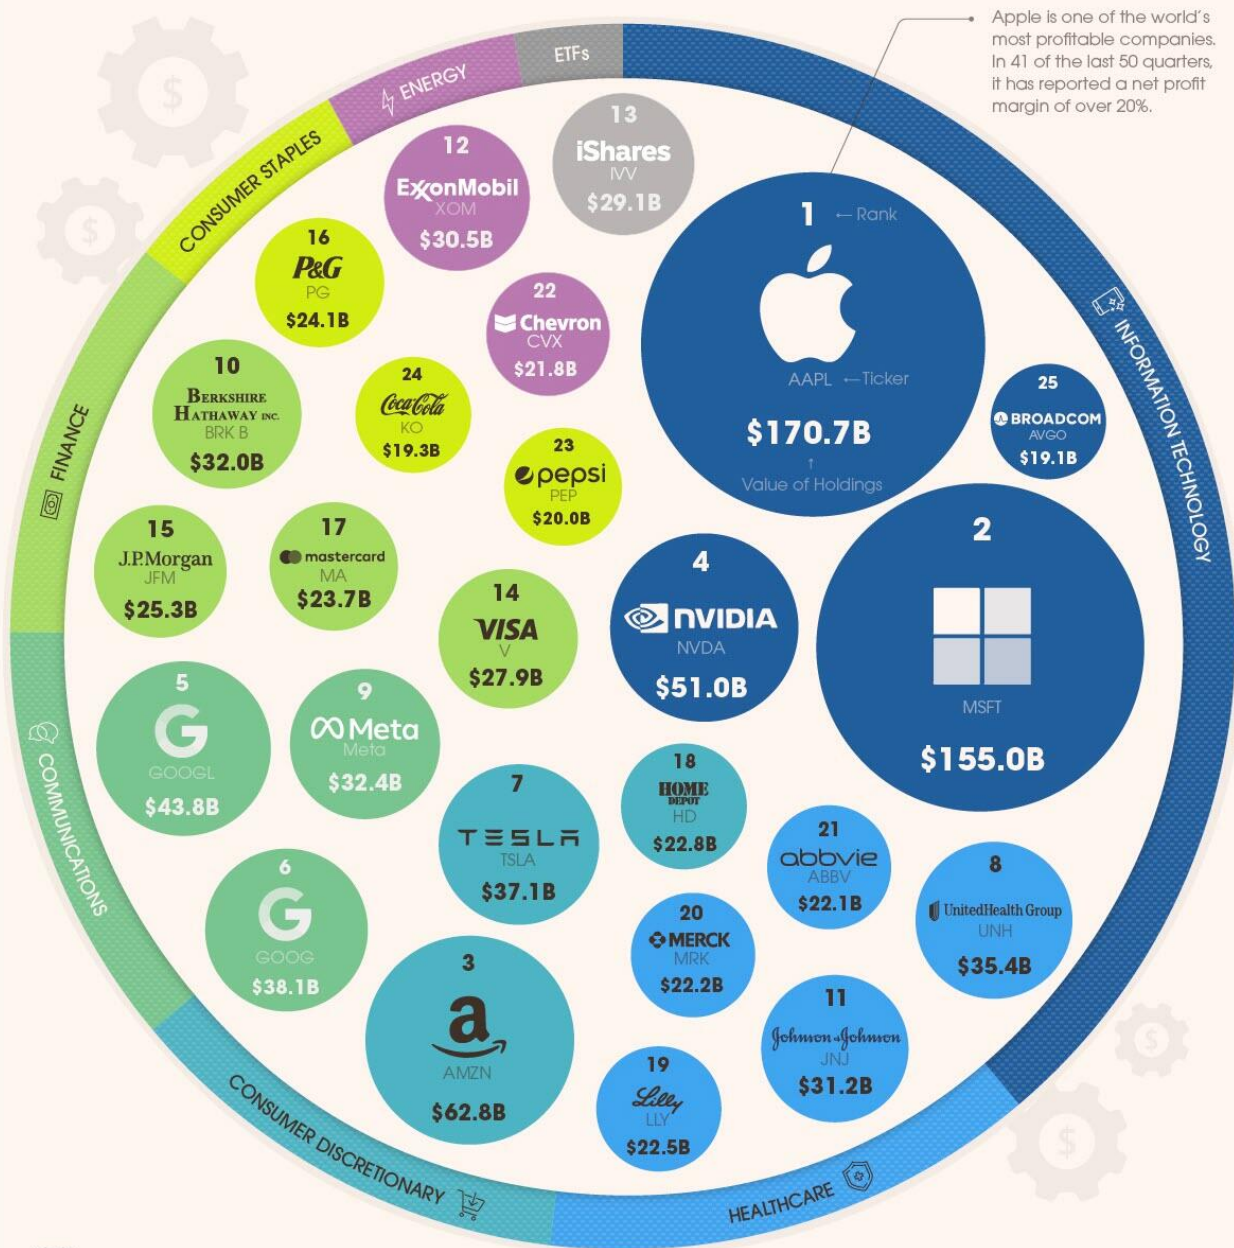 Apple is one of the world's
most profitable companies.
In 41 of the last 50 quarters,
it has reported a net profit
margin of over 20%.
ETFs
ENERGY
CONSUMER STAPLES
FINANCE
COMMUNICATIONS
CONSUMER DISCRETIONARY
HEALTHCARE
INFORMATION TECHNOLOGY
13
iShares
IVV
$29.1B
12
ExxonMobil
XOM
$30.5B
1 ← Rank
AAPL ← Ticker
$170.7B
↑
Value of Holdings
16
P&G
PG
$24.1B
22
Chevron
CVX
$21.8B
10
BERKSHIRE
HATHAWAY INC.
BRK B
$32.0B
24
Coca-Cola
KO
$19.3B
25
BROADCOM
AVGO
$19.1B
23
pepsi
PEP
$20.0B
2
MSFT
$155.0B
15
J.P.Morgan
JFM
$25.3B
17
mastercard
MA
$23.7B
14
VISA
V
$27.9B
4
NVIDIA
NVDA
$51.0B
5
G
GOOGL
$43.8B
9
Meta
Meta
$32.4B
7
TESLA
TSLA
$37.1B
18
HOME
DEPOT
HD
$22.8B
21
abbvie
ABBV
$22.1B
8
UnitedHealth Group
UNH
$35.4B
6
G
GOOG
$38.1B
20
MERCK
MRK
$22.2B
3
a
AMZN
$62.8B
11
Johnson & Johnson
JNJ
$31.2B
19
Lilly
LLY
$22.5B
$
$
$
$